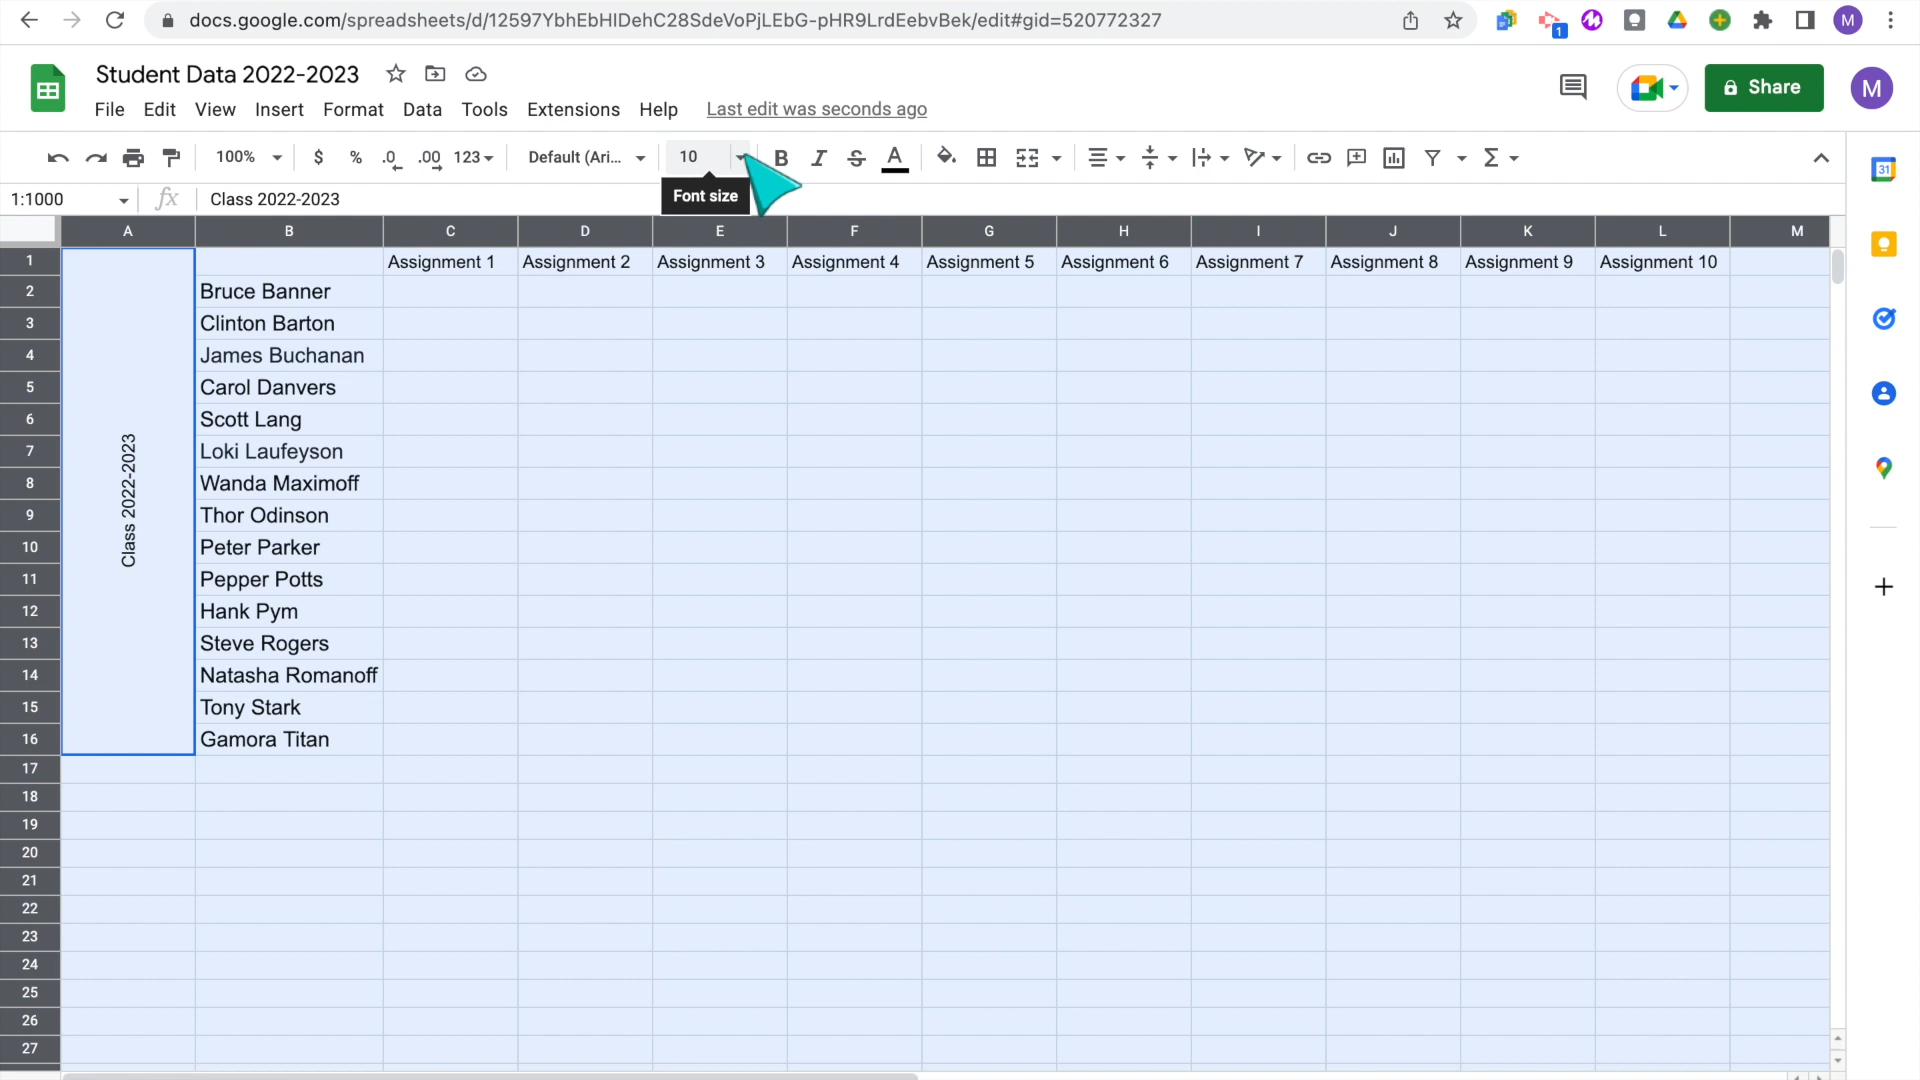 docs.google.com/spreadsheets/d/12597YbhEbHIDehC28SdeVoPjLEbG-pHR9LrdEebvBek/edit#gid=520772327
1
M
Student Data 2022-2023
File Edit View Insert Format Data Tools Extensions Help Last edit was seconds ago
Share
M
100% $ % .0 .00 123 Default (Ari... 10 B I S A
31
Font size
1:1000 fx Class 2022-2023
A B C D E F G H I J K L M
1 Assignment 1 Assignment 2 Assignment 3 Assignment 4 Assignment 5 Assignment 6 Assignment 7 Assignment 8 Assignment 9 Assignment 10
2 Bruce Banner
3 Clinton Barton
4 James Buchanan
5 Carol Danvers
6 Scott Lang
7 Loki Laufeyson
8 Wanda Maximoff
Class 2022-2023
9 Thor Odinson
10 Peter Parker
11 Pepper Potts
12 Hank Pym
13 Steve Rogers
14 Natasha Romanoff
15 Tony Stark
16 Gamora Titan
17
18
19
20
21
22
23
24
25
26
27